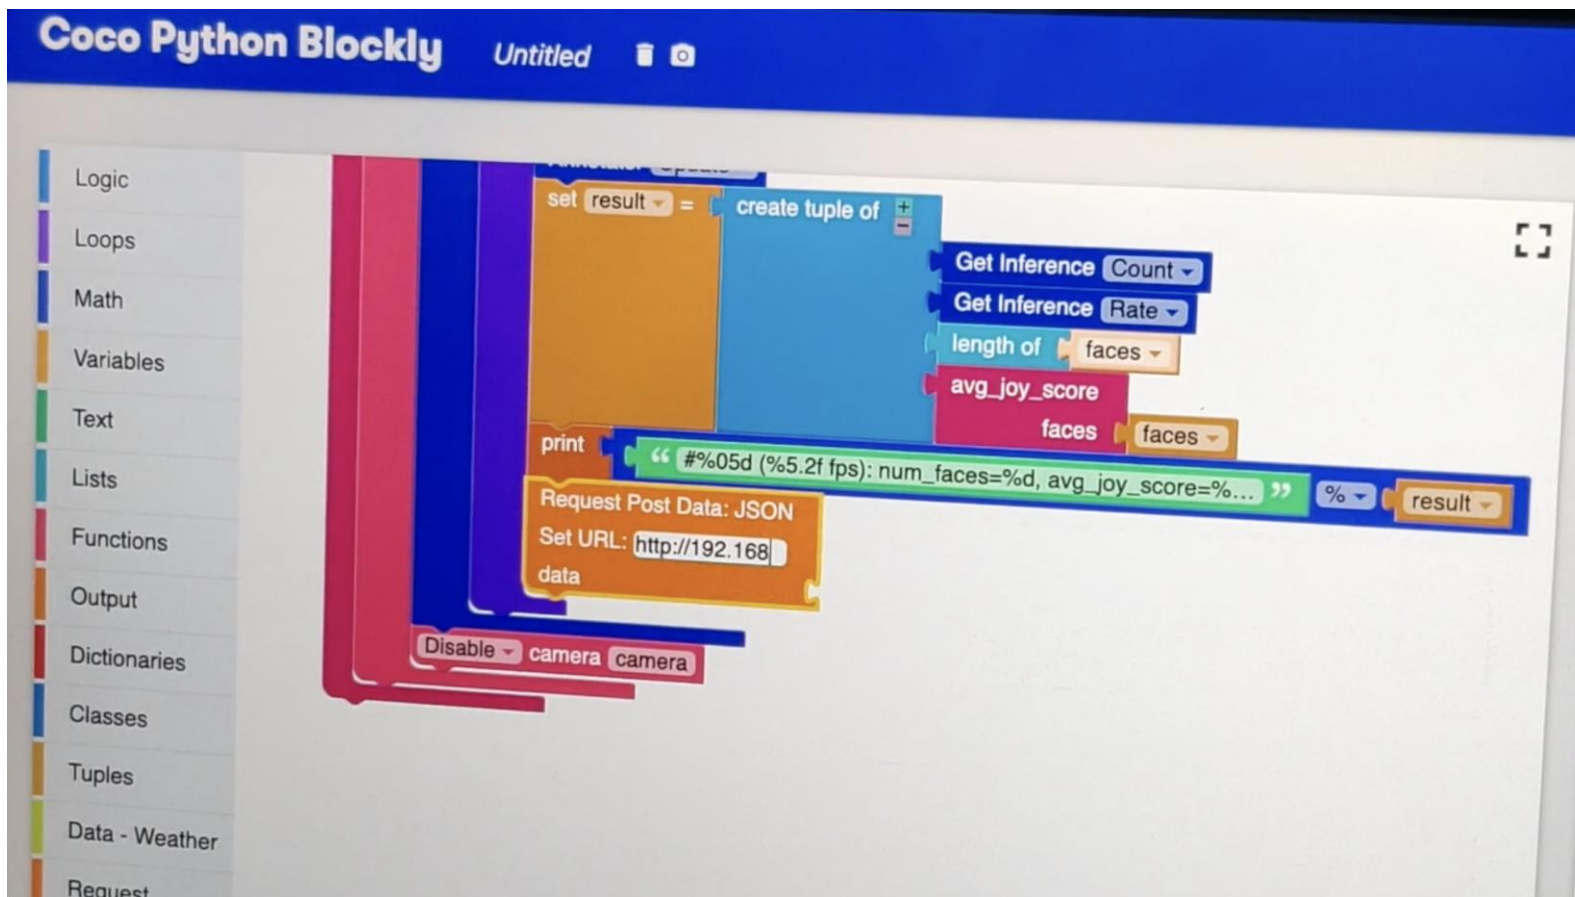 Coco Python Blockly Untitled
Logic
Loops
Math
Variables
Text
Lists
Functions
Output
Dictionaries
Classes
Tuples
Data - Weather
Request
set result = create tuple of + −
Get Inference Count
Get Inference Rate
length of faces
avg_joy_score
faces faces
print “ #%05d (%5.2f fps): num_faces=%d, avg_joy_score=%... ” % result
Request Post Data: JSON
Set URL: http://192.168
data
Disable camera camera